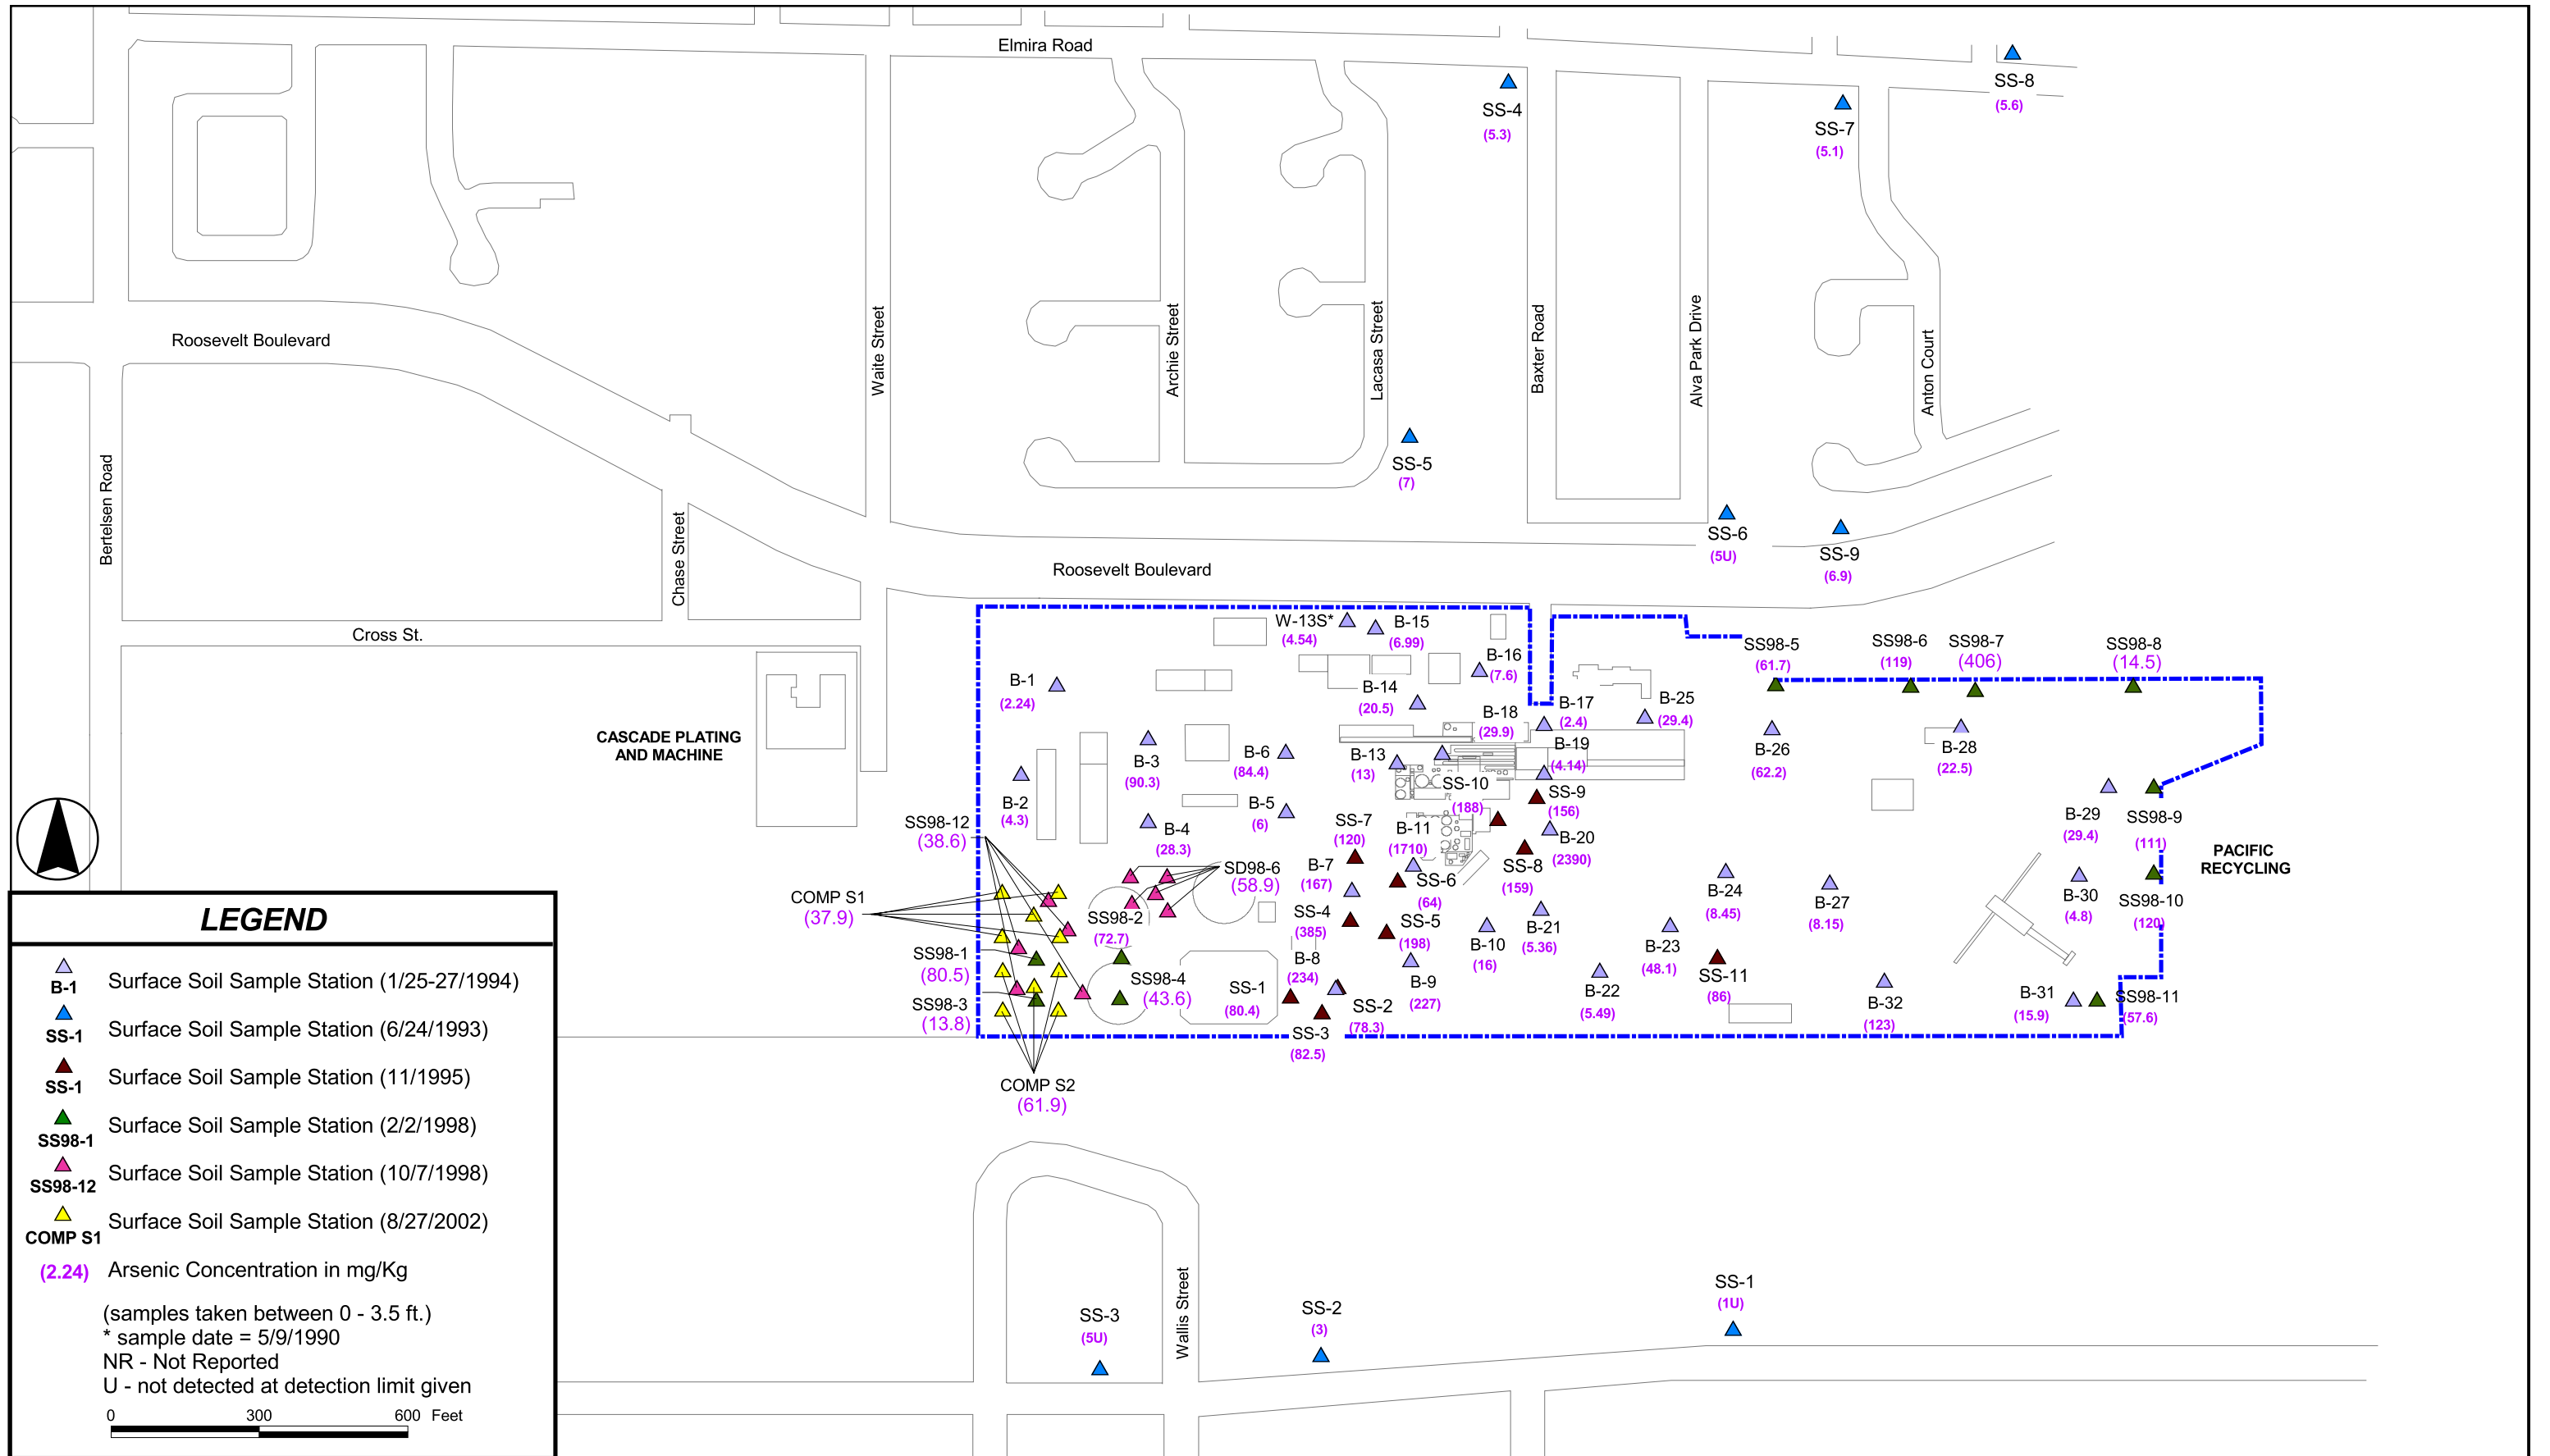 Elmira Road
SS-8
(5.6)
SS-4
(5.3)
SS-7
(5.1)
Roosevelt Boulevard
Waite Street
Archie Street
Lacasa Street
Baxter Road
Alva Park Drive
Anton Court
Bertelsen Road
Chase Street
SS-5
(7)
SS-6
(5U)
SS-9
(6.9)
Roosevelt Boulevard
Cross St.
CASCADE PLATING
AND MACHINE
W-13S*
(4.54)
B-15
(6.99)
B-16
(7.6)
B-1
(2.24)
B-14
(20.5)
B-18
(29.9)
B-17
(2.4)
B-25
(29.4)
SS98-5
(61.7)
SS98-6
(119)
SS98-7
(406)
SS98-8
(14.5)
B-3
(90.3)
B-6
(84.4)
B-13
(13)
B-19
(4.14)
B-26
(62.2)
B-28
(22.5)
B-2
(4.3)
B-4
(28.3)
B-5
(6)
SS-10
(188)
SS-9
(156)
SS-7
(120)
B-11
(1710)
B-20
(2390)
B-29
(29.4)
SS98-9
(111)
PACIFIC
RECYCLING
SS98-12
(38.6)
SD98-6
(58.9)
B-7
(167)
SS-6
(64)
SS-8
(159)
B-24
(8.45)
B-27
(8.15)
B-30
(4.8)
SS98-10
(120)
COMP S1
(37.9)
SS98-2
(72.7)
SS-4
(385)
SS-5
(198)
B-10
(16)
B-21
(5.36)
B-23
(48.1)
SS98-1
(80.5)
SS98-4
(43.6)
B-8
(234)
B-9
(227)
SS-11
(86)
SS98-3
(13.8)
SS-1
(80.4)
SS-2
(78.3)
SS-3
(82.5)
B-22
(5.49)
B-32
(123)
B-31
(15.9)
SS98-11
(57.6)
COMP S2
(61.9)
Wallis Street
SS-3
(5U)
SS-2
(3)
SS-1
(1U)
LEGEND
B-1 Surface Soil Sample Station (1/25-27/1994)
SS-1 Surface Soil Sample Station (6/24/1993)
SS-1 Surface Soil Sample Station (11/1995)
SS98-1 Surface Soil Sample Station (2/2/1998)
SS98-12 Surface Soil Sample Station (10/7/1998)
COMP S1 Surface Soil Sample Station (8/27/2002)
(2.24) Arsenic Concentration in mg/Kg
(samples taken between 0 - 3.5 ft.)
* sample date = 5/9/1990
NR - Not Reported
U - not detected at detection limit given
0 300 600 Feet